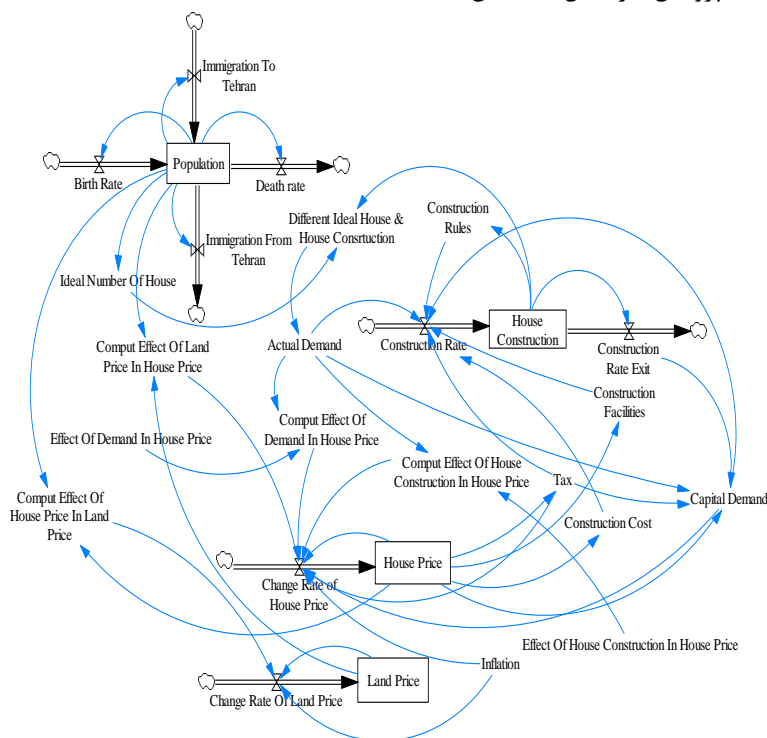 Immigration To
Tehran
Population
Birth Rate
Death rate
Different Ideal House &
House Consrtuction
Construction
Rules
Immigration From
Tehran
Ideal Number Of House
House
Construction
Construction Rate
Construction
Rate Exit
Comput Effect Of Land
Price In House Price
Actual Demand
Construction
Facilities
Effect Of Demand In House Price
Comput Effect Of
Demand In House Price
Comput Effect Of House
Construction In House Price
Tax
Capital Demand
Comput Effect Of
House Price In Land
Price
Construction Cost
House Price
Change Rate of
House Price
Effect Of House Construction In House Price
Inflation
Land Price
Change Rate Of Land Price